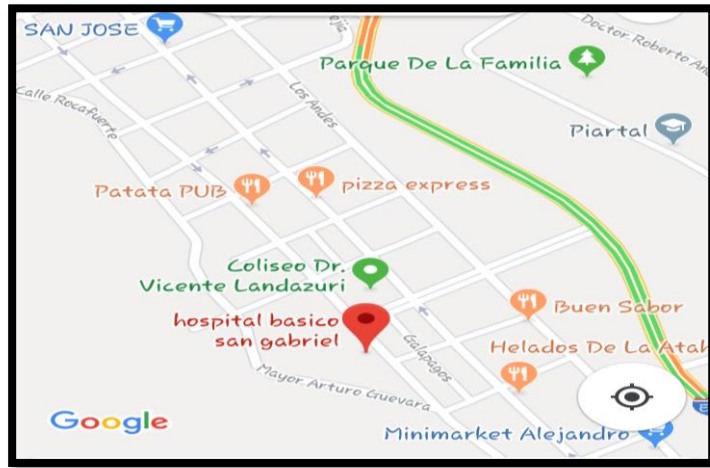 SAN JOSE
Doctor Roberto
Parque De La Familia
Calle Rocafuerte
Los Andes
Piartal
Patata PUB
pizza express
Coliseo Dr.
Vicente Landazuri
hospital basico
san gabriel
Buen Sabor
Galapagos
Helados De La Atah
Mayor Arturo Guevara
Google
Minimarket Alejandro